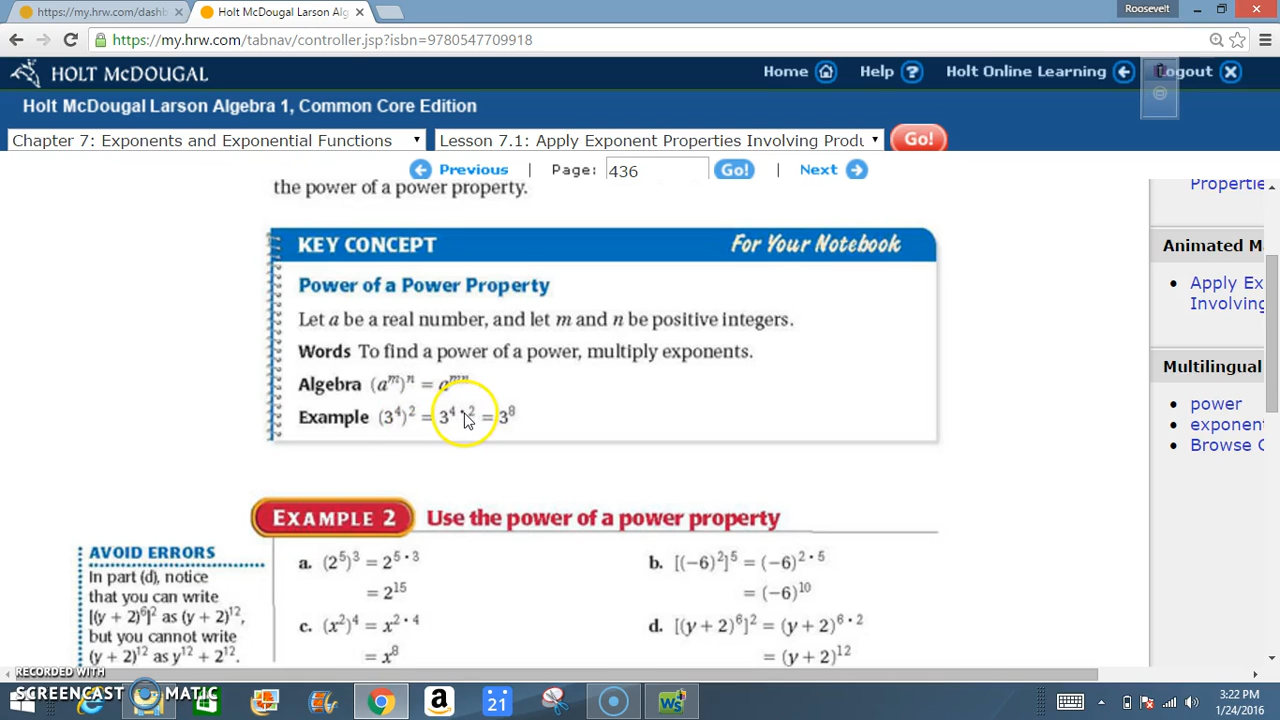 https://my.hrw.com/dashb
Holt McDougal Larson Alg
Roosevelt
https://my.hrw.com/tabnav/controller.jsp?isbn=9780547709918
HOLT McDOUGAL
Home Help ? Holt Online Learning Logout
Holt McDougal Larson Algebra 1, Common Core Edition
Chapter 7: Exponents and Exponential Functions Lesson 7.1: Apply Exponent Properties Involving Produ Go!
Previous | Page: 436 Go! | Next
the power of a power property.
KEY CONCEPT For Your Notebook
Power of a Power Property
Let a be a real number, and let m and n be positive integers.
Words To find a power of a power, multiply exponents.
Algebra (a^m)^n = a^mn
Example (3^4)^2 = 3^4 · 2 = 3^8
EXAMPLE 2 Use the power of a power property
a. (2^5)^3 = 2^5 · 3
= 2^15
b. [(−6)^2]^5 = (−6)^2 · 5
= (−6)^10
c. (x^2)^4 = x^2 · 4
= x^8
d. [(y + 2)^6]^2 = (y + 2)^6 · 2
= (y + 2)^12
AVOID ERRORS
In part (d), notice
that you can write
[(y + 2)^6]^2 as (y + 2)^12,
but you cannot write
(y + 2)^12 as y^12 + 2^12.
Properties
Animated Ma
Apply Ex
Involving
Multilingual
power
exponen
Browse G
RECORDED WITH
SCREENCAST MATIC
21
Ws
3:22 PM
1/24/2016